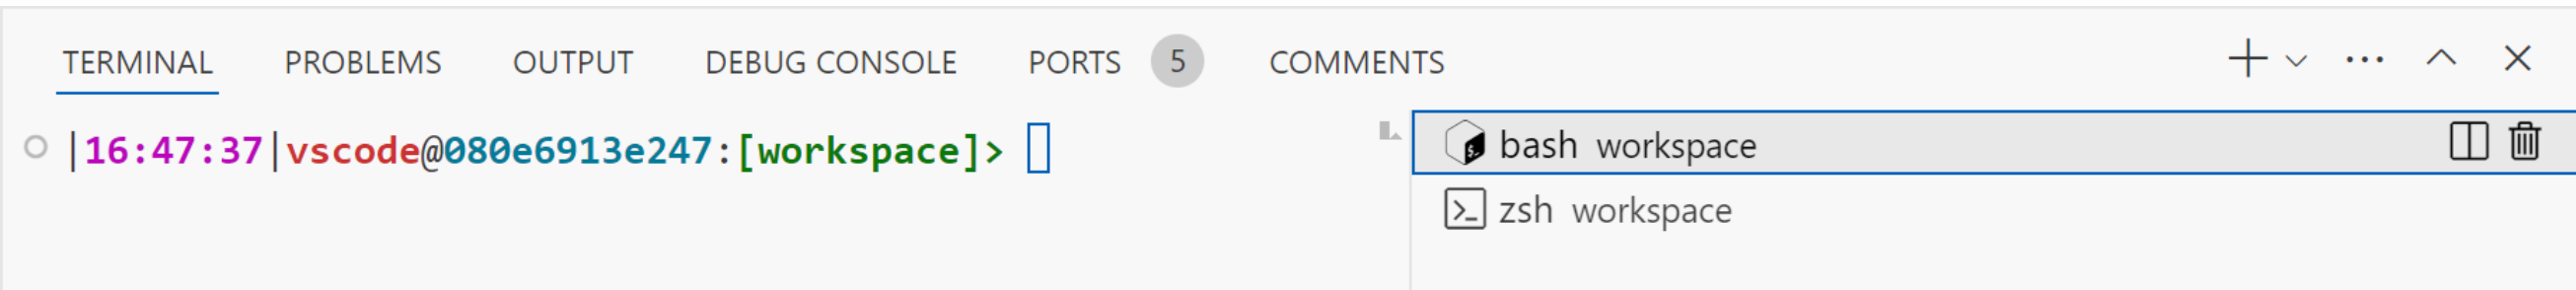 TERMINAL PROBLEMS OUTPUT DEBUG CONSOLE PORTS 5 COMMENTS
|16:47:37|vscode@080e6913e247:[workspace]>
bash workspace
zsh workspace